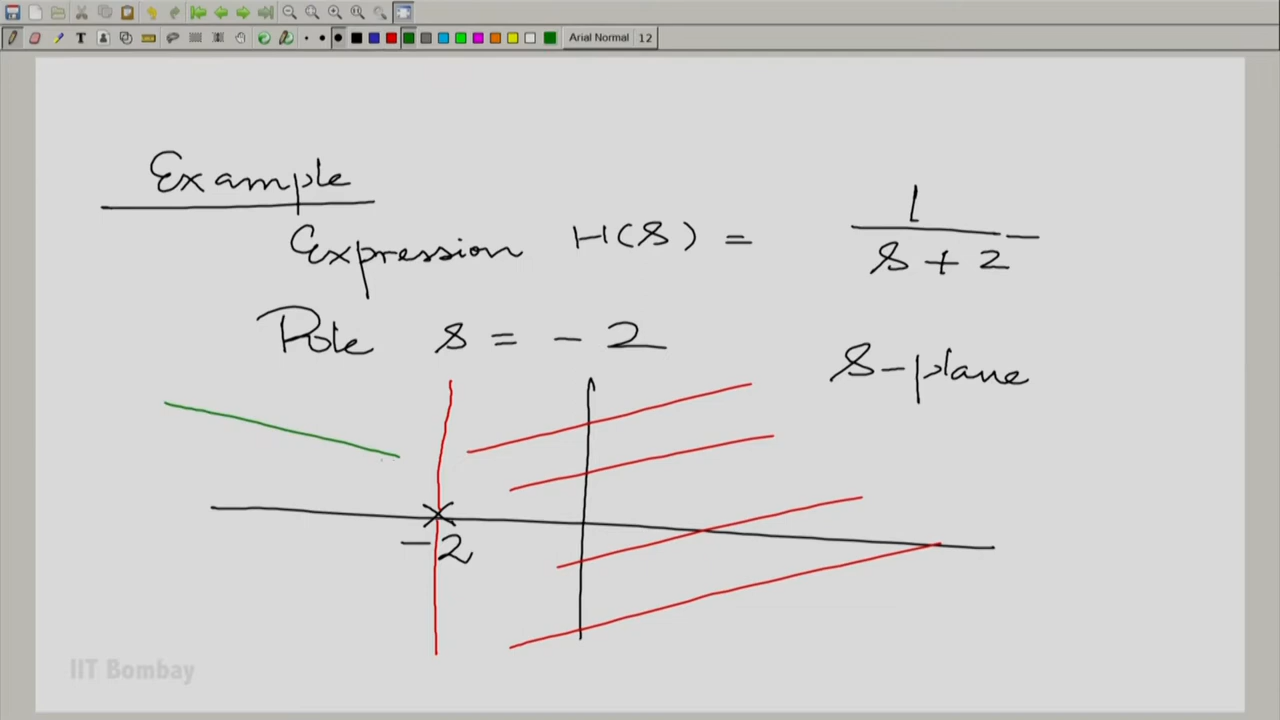 Arial Normal 12
Example
Expression H(s) = 1/(s + 2)
Pole s = - 2
s-plane
-2
IIT Bombay